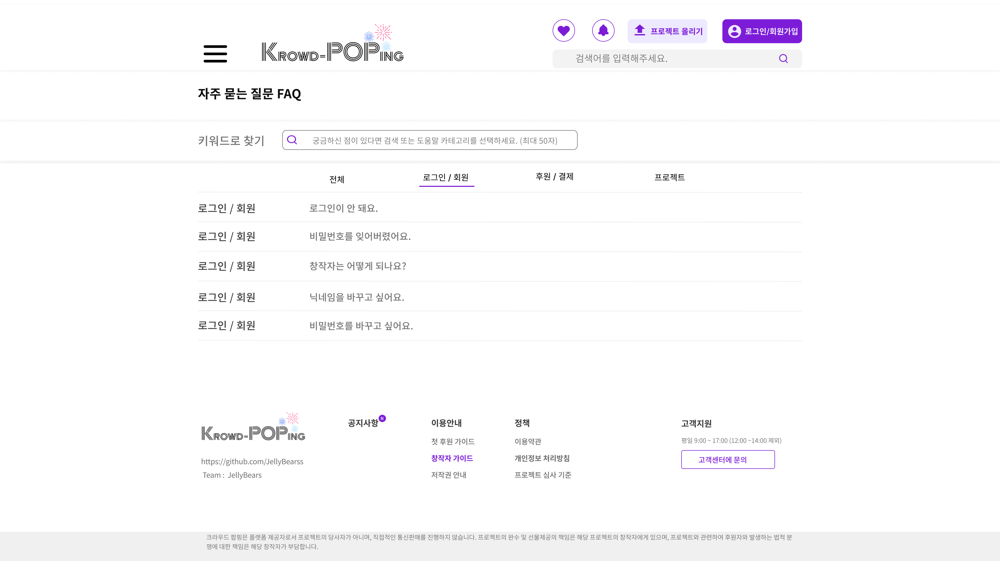 프로젝트 올리기
로그인/회원가입
KROWD-POPING
검색어를 입력해주세요.
자주 묻는 질문 FAQ
키워드로 찾기
궁금하신 점이 있다면 검색 또는 도움말 카테고리를 선택하세요. (최대 50자)
전체 로그인 / 회원 후원 / 결제 프로젝트
로그인 / 회원 로그인이 안 돼요.
로그인 / 회원 비밀번호를 잊어버렸어요.
로그인 / 회원 창작자는 어떻게 되나요?
로그인 / 회원 닉네임을 바꾸고 싶어요.
로그인 / 회원 비밀번호를 바꾸고 싶어요.
KROWD-POPING
https://github.com/JellyBearss
Team : JellyBears
공지사항 N
이용안내
첫 후원 가이드
창작자 가이드
저작권 안내
정책
이용약관
개인정보 처리방침
프로젝트 심사 기준
고객지원
평일 9:00 ~ 17:00 (12:00 ~14:00 제외)
고객센터에 문의
크라우드 팝핑은 플랫폼 제공자로서 프로젝트의 당사자가 아니며, 직접적인 통신판매를 진행하지 않습니다. 프로젝트의 완수 및 선물제공의 책임은 해당 프로젝트의 창작자에게 있으며, 프로젝트와 관련하여 후원자와 발생하는 법적 분
쟁에 대한 책임은 해당 창작자가 부담합니다.